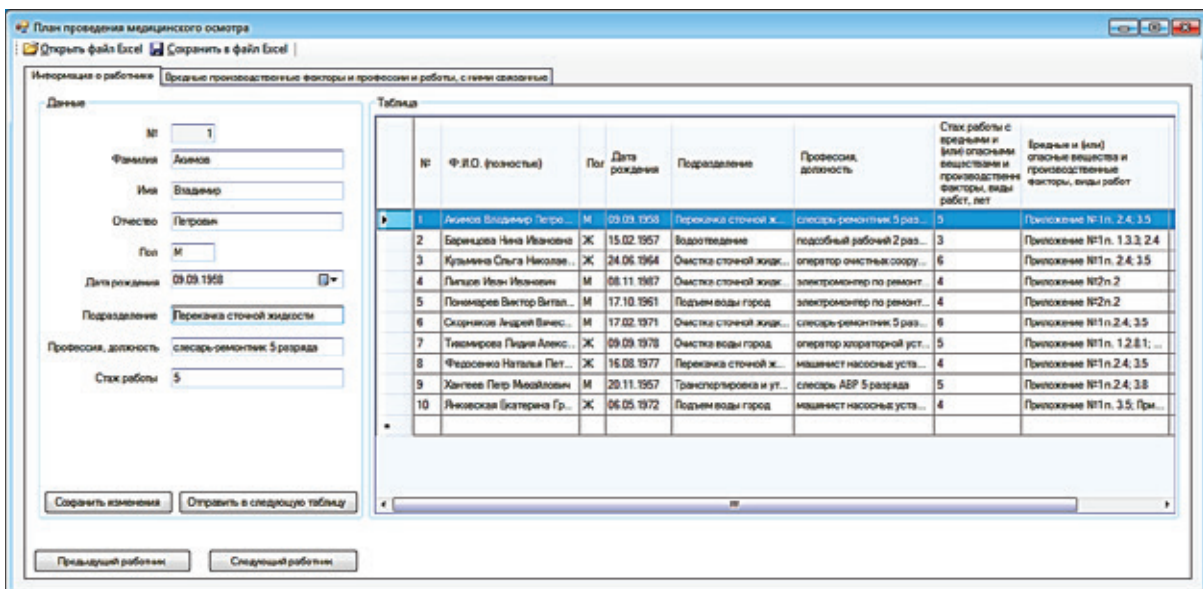 План проведения медицинского осмотра
Открыть файл Excel Сохранить в файл Excel
Информация о работнике Вредные производственные факторы и профессии и работы, с ними связанные
Данные
№ 1
Фамилия Акимов
Имя Владимир
Отчество Петрович
Пол М
Дата рождения 09.09.1958
Подразделение Перекачка сточной жидкости
Профессия, должность слесарь-ремонтник 5 разряда
Стаж работы 5
Сохранить изменения Отправить в следующую таблицу
Предыдущий работник Следующий работник
Таблица
№ Ф.И.О. (полностью) Пол Дата рождения Подразделение Профессия, должность Стаж работы с вредными и (или) опасными веществами и производственн факторы, виды работ, лет Вредные и (или) опасные вещества и производственные факторы, виды работ
1 Акимов Владимир Петро... М 09.09.1958 Перекачка сточной ж... слесарь-ремонтник 5 раз... 5 Приложение №1 п. 2.4; 3.5
2 Баринцова Нина Ивановна Ж 15.02.1957 Водоотведение подсобный рабочий 2 раз... 3 Приложение №1 п. 1.3.3; 2.4
3 Кузьмина Ольга Николае... Ж 24.06.1964 Очистка сточной жидк... оператор очистных соору... 6 Приложение №1п. 2.4; 3.5
4 Липцов Иван Иванович М 08.11.1987 Очистка сточной жидк... электромонтер по ремонт... 4 Приложение №2п.2
5 Пономарев Виктор Витал... М 17.10.1961 Подъем воды город электромонтер по ремонт... 4 Приложение №2п.2
6 Скорняков Андрей Вячес... М 17.02.1971 Очистка сточной жидк... слесарь-ремонтник 5 раз... 6 Приложение №1п.2.4; 3.5
7 Тихомирова Лидия Алекс... Ж 09.09.1978 Очистка воды город оператор хлораторной уст... 5 Приложение №1п. 1.2.8.1; ...
8 Федосенко Наталья Пет... Ж 16.08.1977 Перекачка сточной ж... машинист насосных уста... 4 Приложение №1п.2.4; 3.5
9 Хантеев Петр Михайлович М 20.11.1957 Транспортировка и ут... слесарь АВР 5 разряда 5 Приложение №1п.2.4; 3.8
10 Янковская Екатерина Гр... Ж 06.05.1972 Подъем воды город машинист насосных уста... 4 Приложение №1п. 3.5; При...